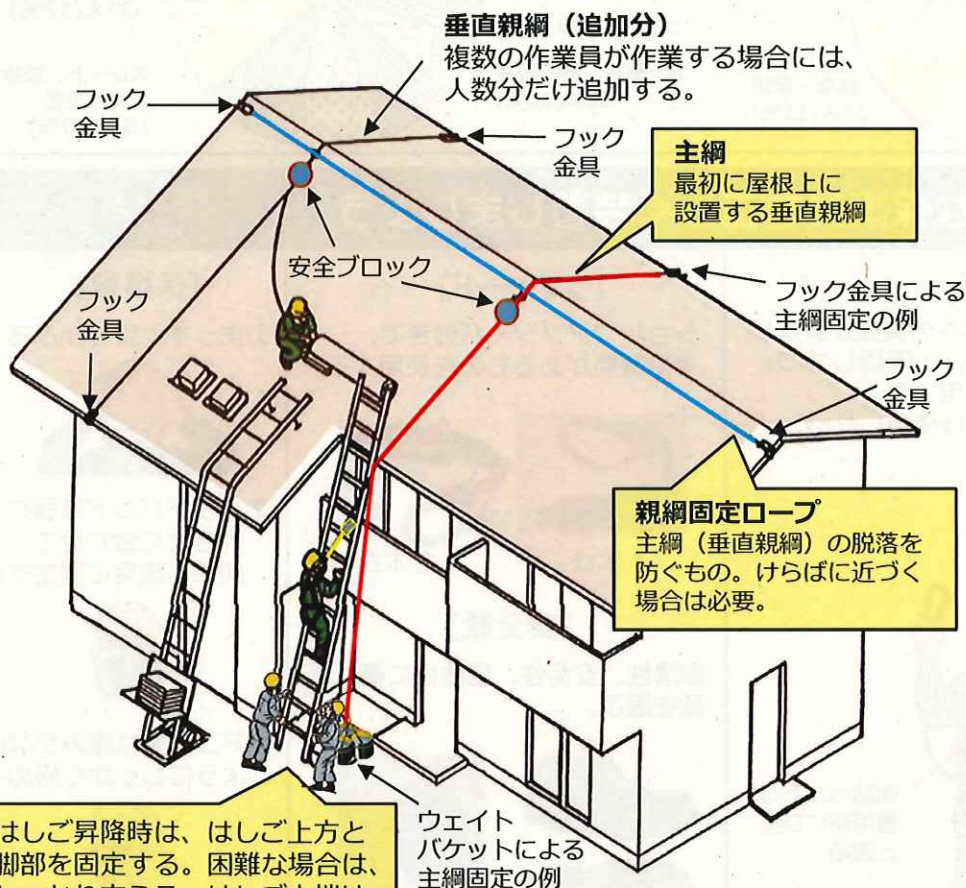 垂直親綱（追加分）
複数の作業員が作業する場合には、
人数分だけ追加する。
フック
金具
フック
金具
主綱
最初に屋根上に
設置する垂直親綱
安全ブロック
フック金具による
主綱固定の例
フック
金具
フック
金具
親綱固定ロープ
主綱（垂直親綱）の脱落を
防ぐもの。けらばに近づく
場合は必要。
はしご昇降時は、はしご上方と
脚部を固定する。困難な場合は、
ウェイト
バケットによる
主綱固定の例